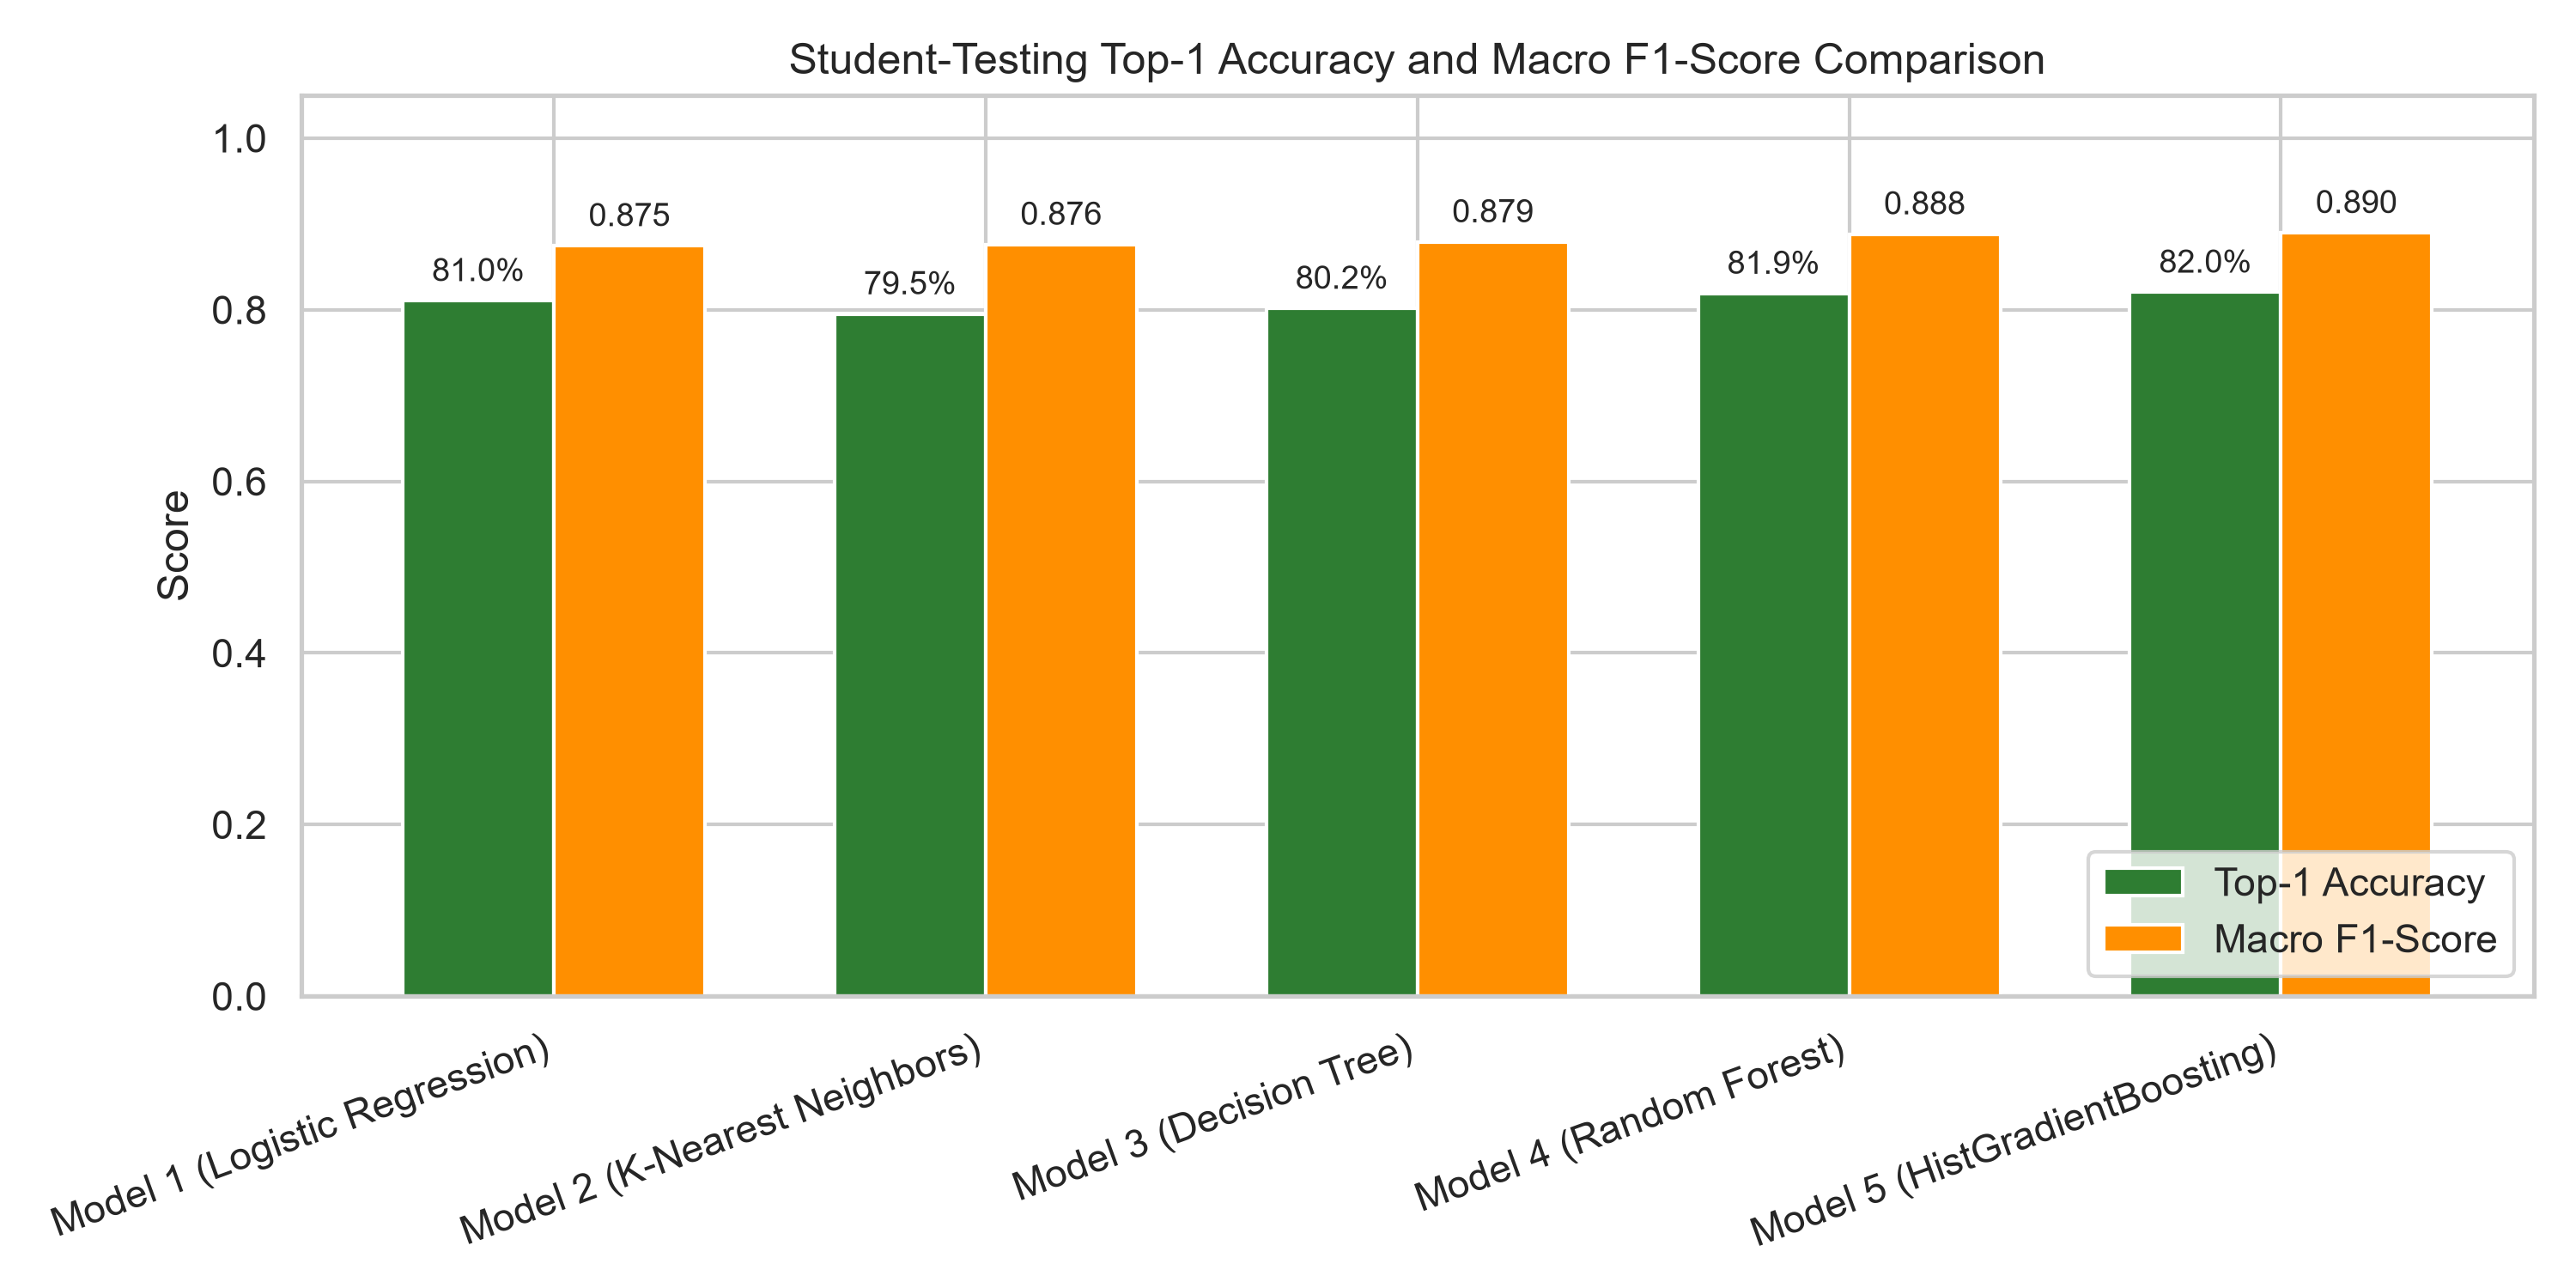 Student-Testing Top-1 Accuracy and Macro F1-Score Comparison
1.0
0.8
0.6
0.4
0.2
0.0
Score
81.0%
0.875
79.5%
0.876
80.2%
0.879
81.9%
0.888
82.0%
0.890
Top-1 Accuracy
Macro F1-Score
Model 1 (Logistic Regression)
Model 2 (K-Nearest Neighbors)
Model 3 (Decision Tree)
Model 4 (Random Forest)
Model 5 (HistGradientBoosting)